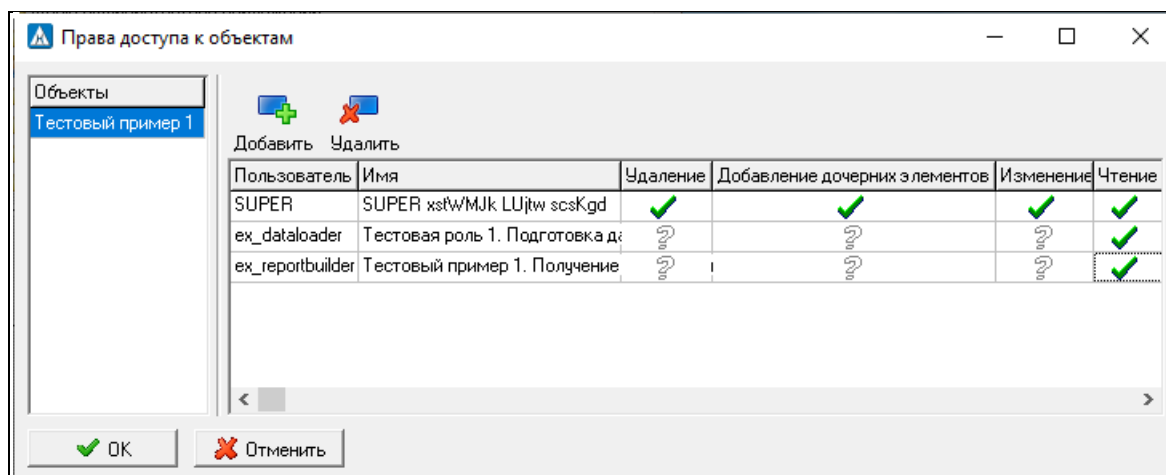 Права доступа к объектам
Объекты
Тестовый пример 1
Добавить Удалить
Пользователь Имя Удаление Добавление дочерних элементов Изменение Чтение
SUPER SUPER xstWMJk LUjtw scsKgd
ex_dataloader Тестовая роль 1. Подготовка да
ex_reportbuilder Тестовый пример 1. Получение
OK Отменить